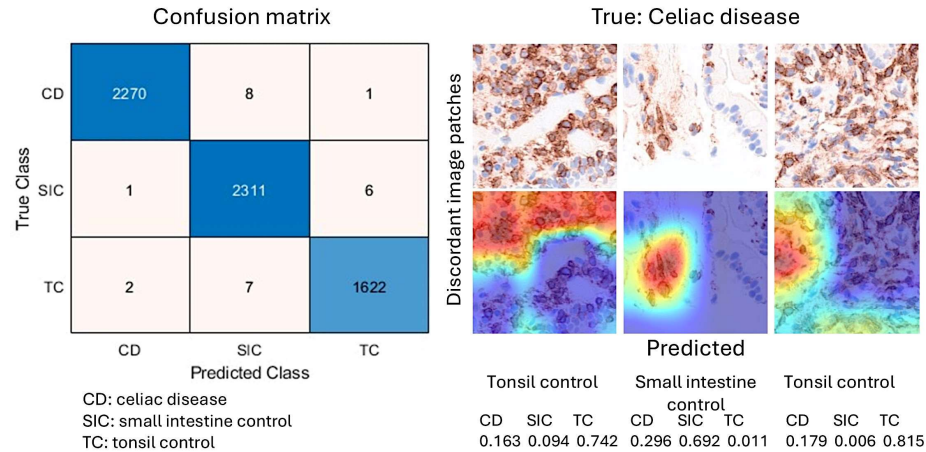 Confusion matrix
True Class
CD 2270 8 1
SIC 1 2311 6
TC 2 7 1622
CD SIC TC
Predicted Class
CD: celiac disease
SIC: small intestine control
TC: tonsil control
True: Celiac disease
Discordant image patches
Predicted
Tonsil control
CD SIC TC
0.163 0.094 0.742
Small intestine
control
CD SIC TC
0.296 0.692 0.011
Tonsil control
CD SIC TC
0.179 0.006 0.815